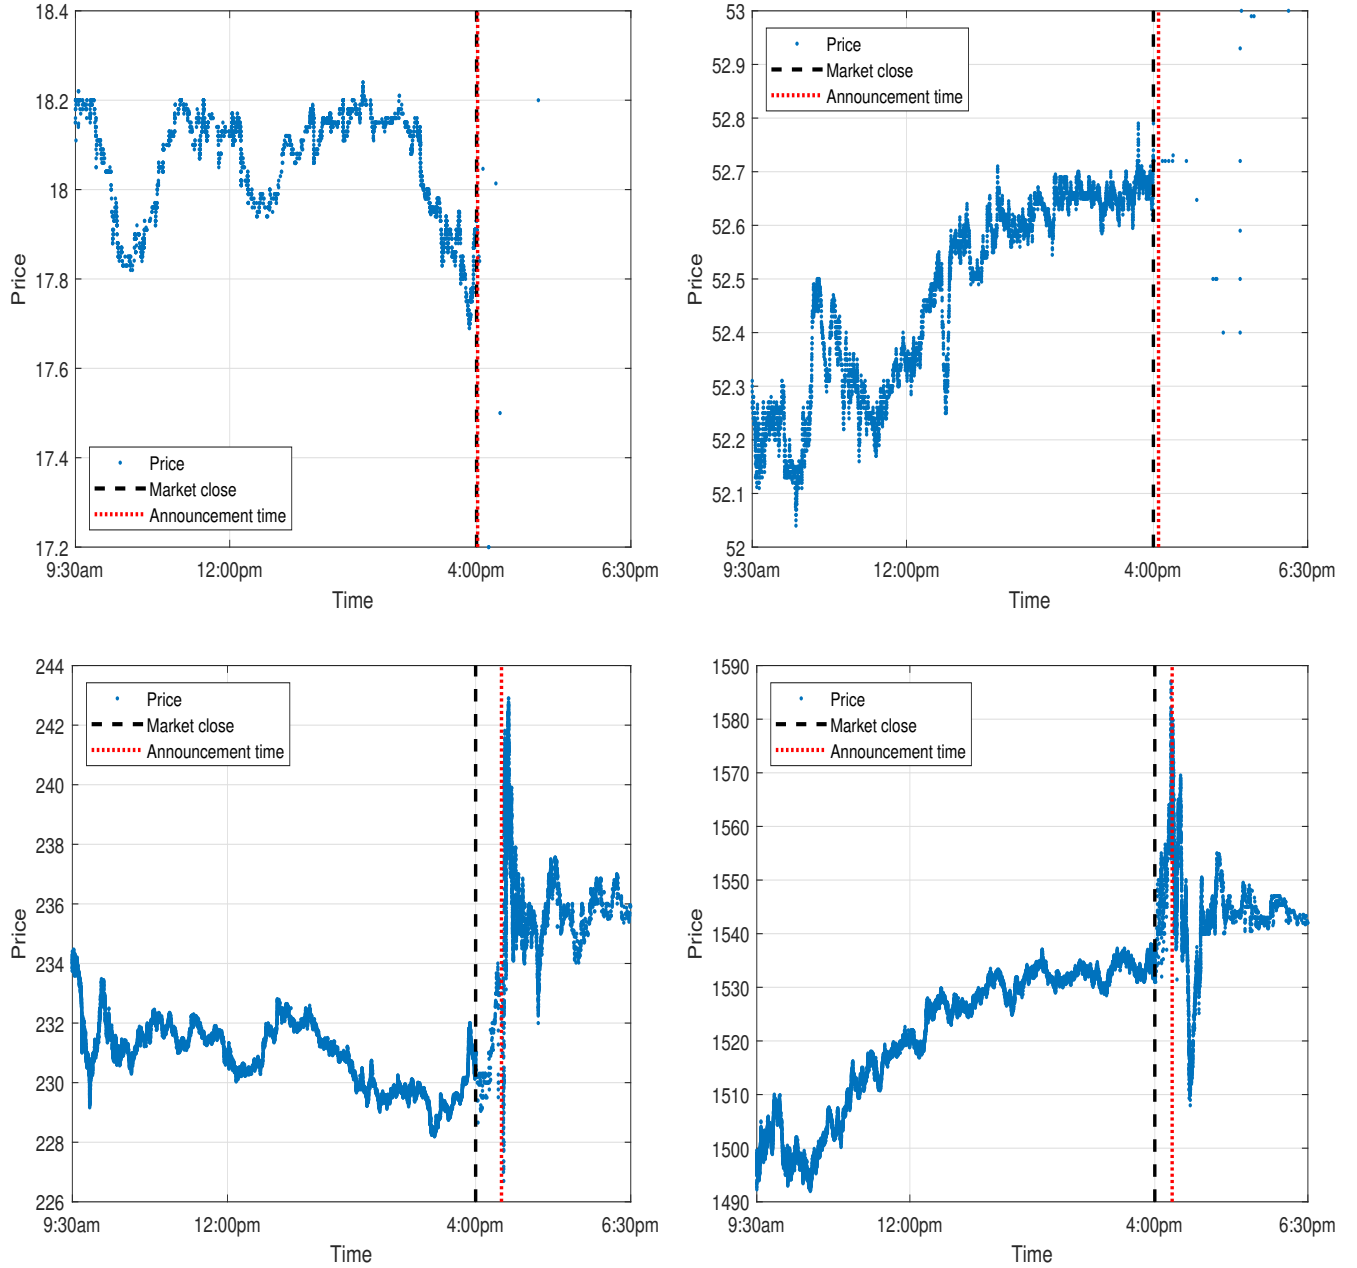 18.4
18.2
18
17.8
17.6
17.4
17.2
Price
Price
Market close
Announcement time
9:30am 12:00pm 4:00pm 6:30pm
Time
53
52.9
52.8
52.7
52.6
52.5
52.4
52.3
52.2
52.1
52
Price
Price
Market close
Announcement time
9:30am 12:00pm 4:00pm 6:30pm
Time
244
242
240
238
236
234
232
230
228
226
Price
Price
Market close
Announcement time
9:30am 12:00pm 4:00pm 6:30pm
Time
1590
1580
1570
1560
1550
1540
1530
1520
1510
1500
1490
Price
Price
Market close
Announcement time
9:30am 12:00pm 4:00pm 6:30pm
Time